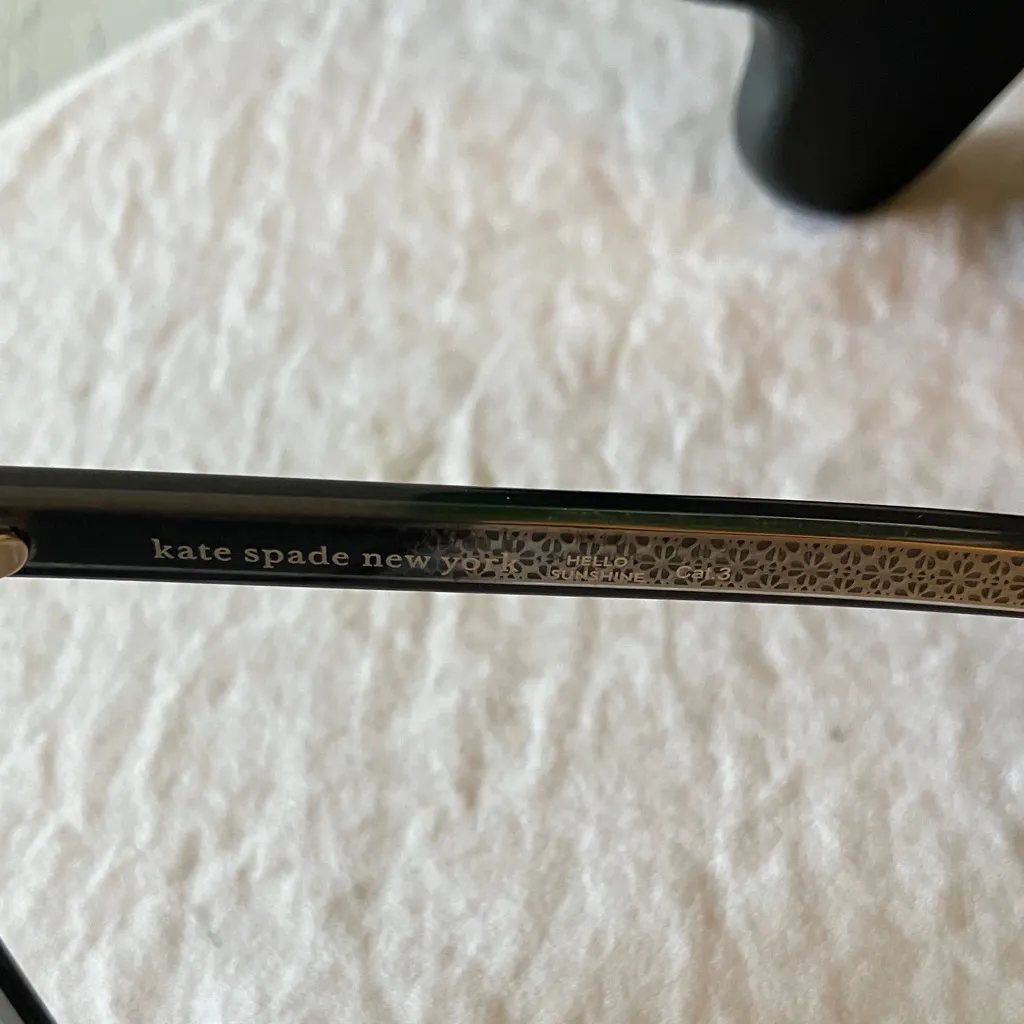 kate spade new york
HELLO
SUNSHINE
Cat.3